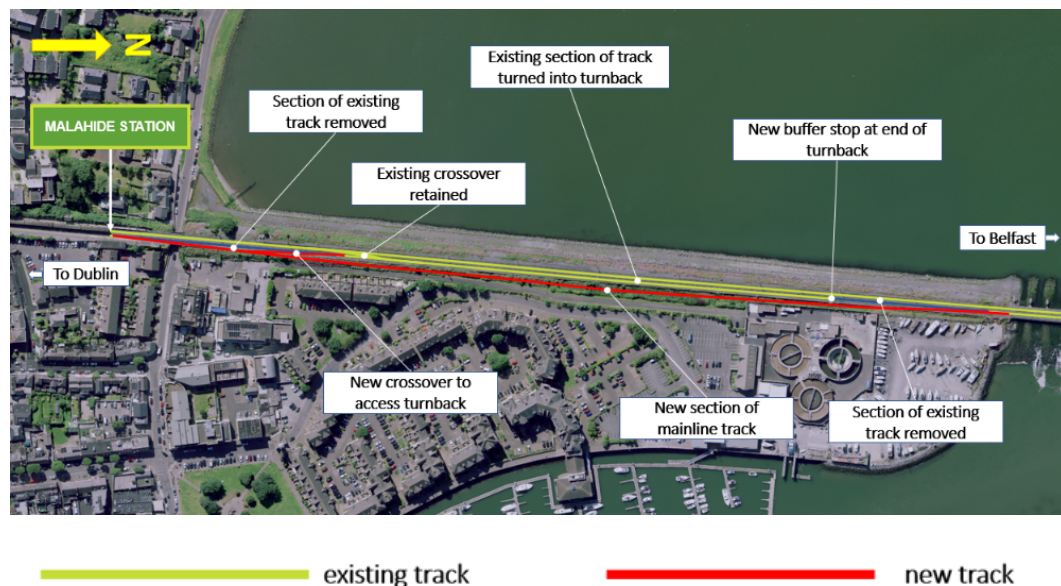 N
MALAHIDE STATION
Section of existing
track removed
Existing section of track
turned into turnback
New buffer stop at end of
turnback
Existing crossover
retained
To Belfast
To Dublin
New crossover to
access turnback
New section of
mainline track
Section of existing
track removed
existing track
new track